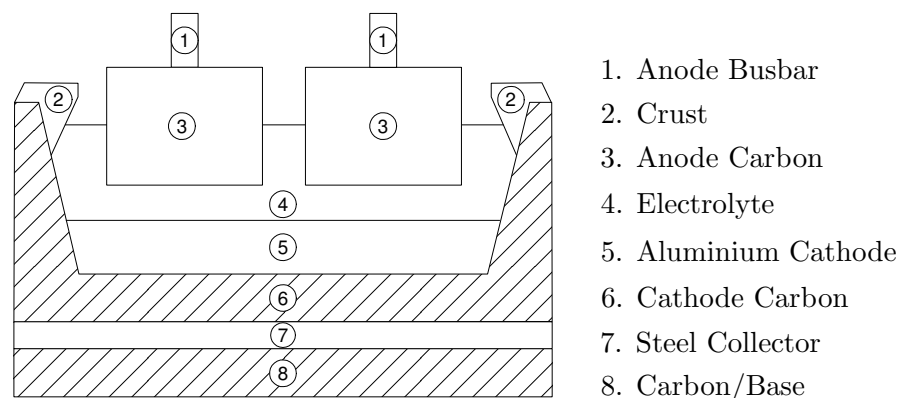 1
1
2
2
3
3
4
5
6
7
8
1. Anode Busbar
2. Crust
3. Anode Carbon
4. Electrolyte
5. Aluminium Cathode
6. Cathode Carbon
7. Steel Collector
8. Carbon/Base